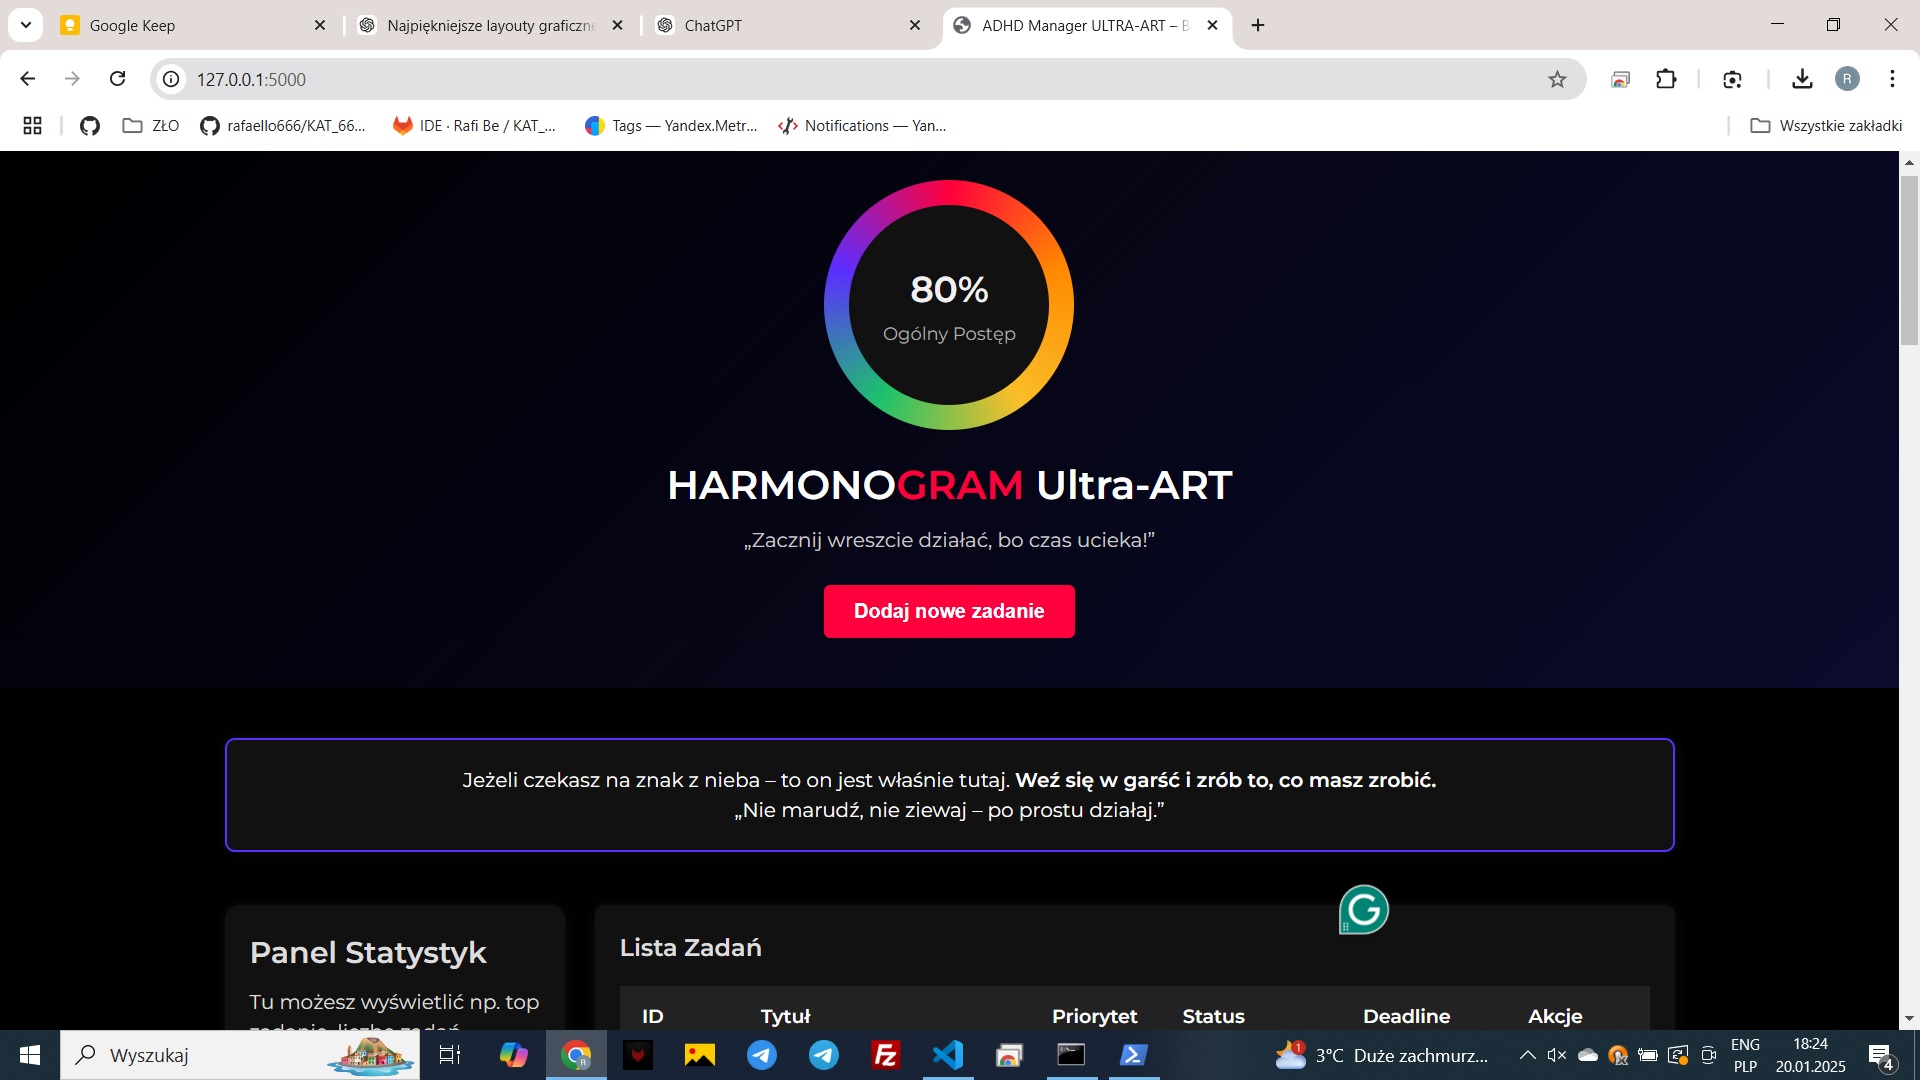 Google Keep
Najpiękniejsze layouty graficzne
ChatGPT
ADHD Manager ULTRA-ART – B
127.0.0.1:5000
R
ZŁO
rafaello666/KAT_66...
IDE · Rafi Be / KAT_...
Tags — Yandex.Metr...
Notifications — Yan...
Wszystkie zakładki
80%
Ogólny Postęp
HARMONOGRAM Ultra-ART
„Zacznij wreszcie działać, bo czas ucieka!”
Dodaj nowe zadanie
Jeżeli czekasz na znak z nieba – to on jest właśnie tutaj. Weź się w garść i zrób to, co masz zrobić.
„Nie marudź, nie ziewaj – po prostu działaj.”
Panel Statystyk
Tu możesz wyświetlić np. top
Lista Zadań
ID Tytuł Priorytet Status Deadline Akcje
Wyszukaj
1
3°C Duże zachmurz...
ENG
PLP
18:24
20.01.2025
4